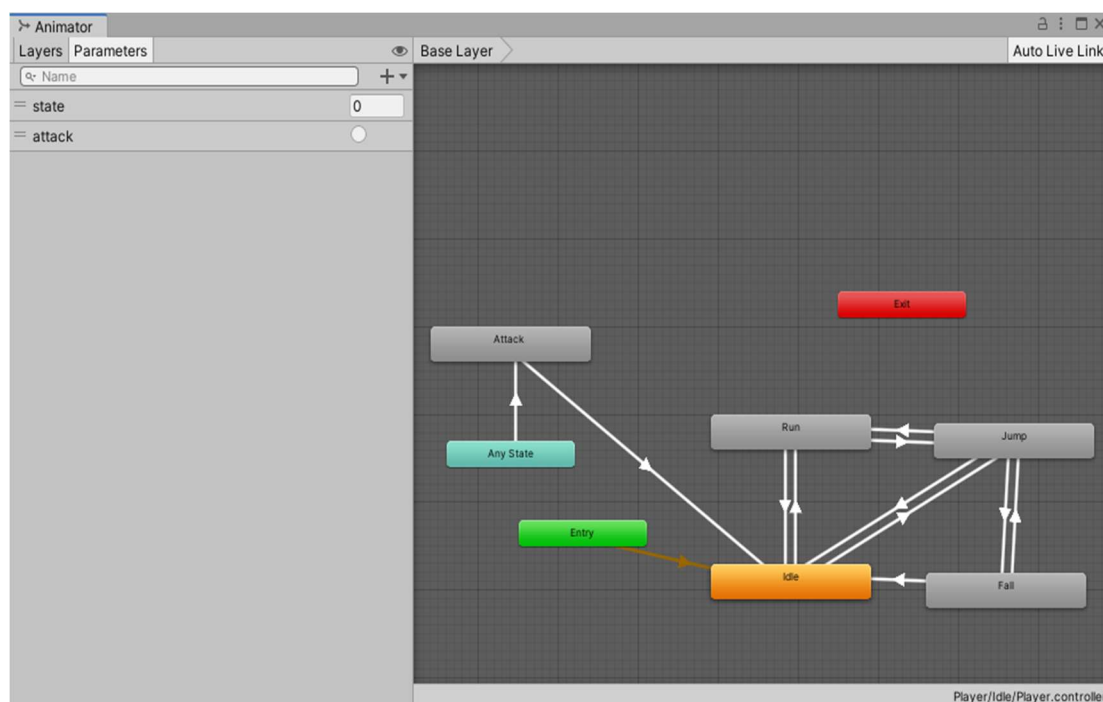 Animator
Layers Parameters
Base Layer
Auto Live Link
Name
state 0
attack
Exit
Attack
Run
Jump
Any State
Entry
Idle
Fall
Player/Idle/Player.controller